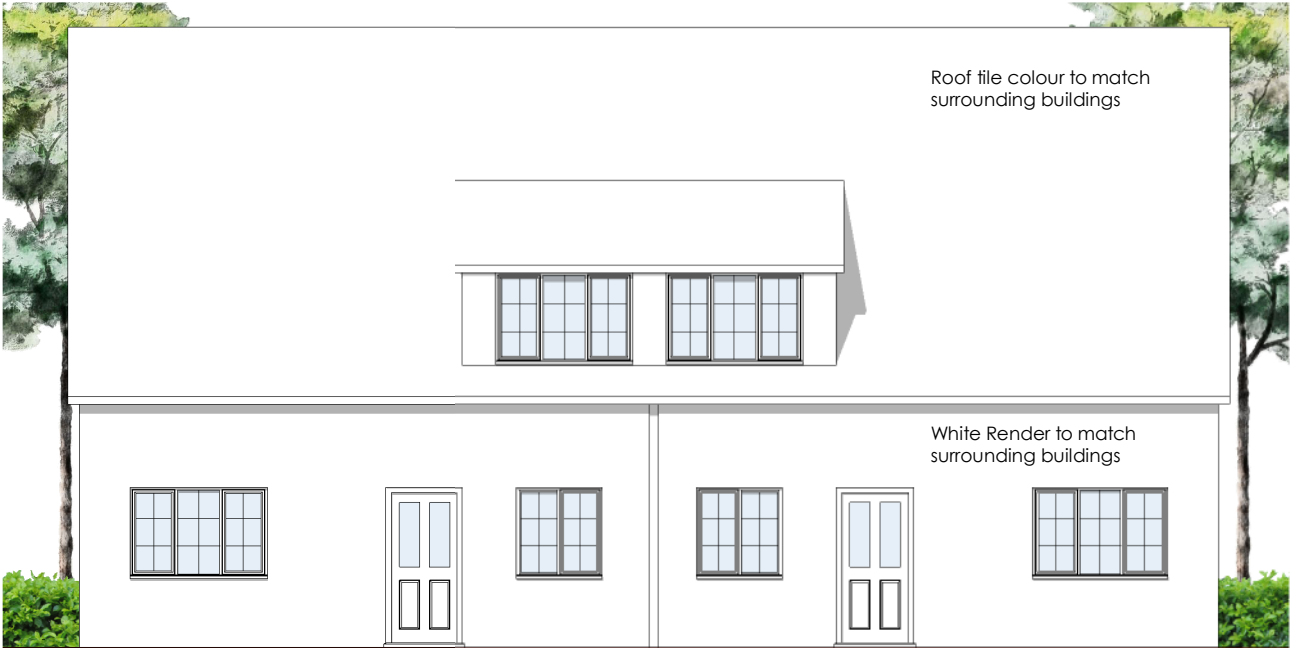 Roof tile colour to match
surrounding buildings
White Render to match
surrounding buildings